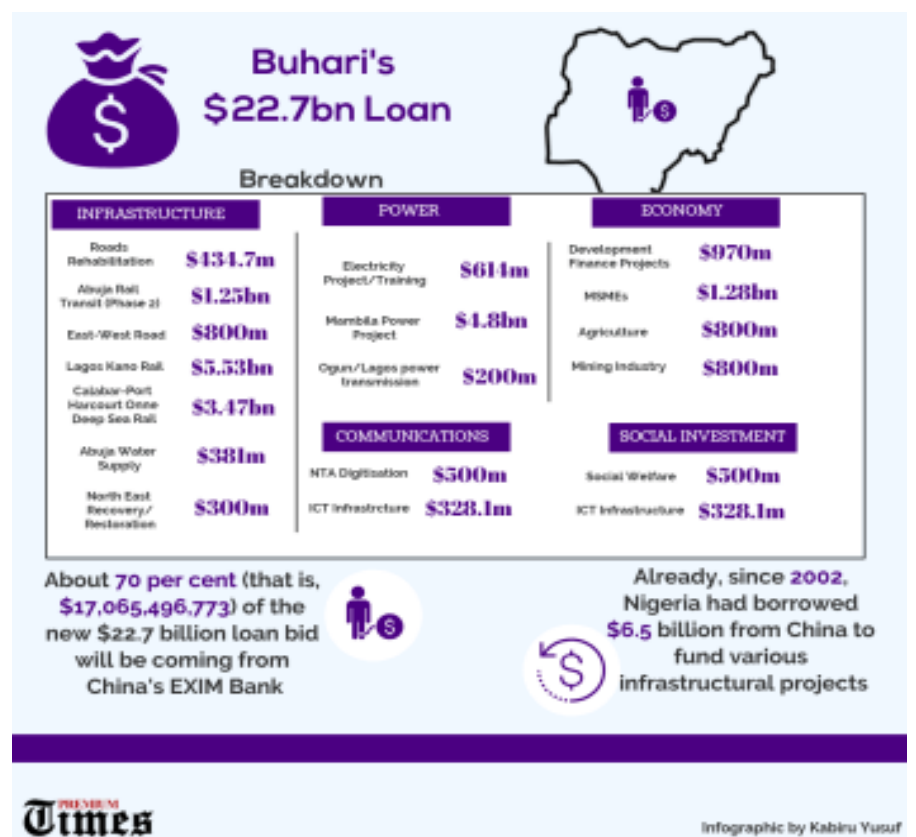 Buhari's
$22.7bn Loan
Breakdown
INFRASTRUCTURE
Roads
Rehabilitation
$434.7m
Abuja Rail
Transit (Phase 2)
$1.25bn
East-West Road
$800m
Lagos Kano Rail
$5.53bn
Calabar-Port
Harcourt Onne
Deep Sea Rail
$3.47bn
Abuja Water
Supply
$381m
North East
Recovery/
Restoration
$300m
POWER
Electricity
Project/Training
$614m
Mambila Power
Project
$4.8bn
Ogun/Lagos power
transmission
$200m
COMMUNICATIONS
NTA Digitisation
$500m
ICT Infrastrcture
$328.1m
ECONOMY
Development
Finance Projects
$970m
MSMEs
$1.28bn
Agriculture
$800m
Mining Industry
$800m
SOCIAL INVESTMENT
Social Welfare
$500m
ICT Infrastructure
$328.1m
About 70 per cent (that is,
$17,065,496,773) of the
new $22.7 billion loan bid
will be coming from
China's EXIM Bank
Already, since 2002,
Nigeria had borrowed
$6.5 billion from China to
fund various
infrastructural projects
PREMIUM
Times
Infographic by Kabiru Yusuf